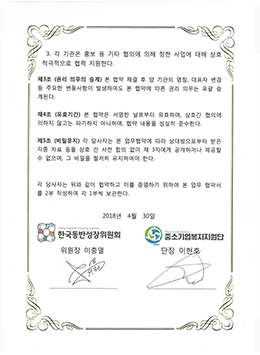 3. 각 기관은 홍보 등 기타 협의에 의해 정한 사업에 대해 상호
적극적으로 협력 지원한다.
제3조 (권리 의무의 승계) 본 협약 체결 후 양 기관의 명칭, 대표자 변경
등 주요한 변동사항이 발생하여도 본 협약에 따른 권리 의무는 포괄 승
계된다.
제4조 (유효기간) 본 협약은 서명한 날로부터 유효하며, 상호간 협의에
의하지 않고는 파기하지 아니하며, 협약 내용을 성실히 준수한다.
제5조 (비밀유지) 각 당사자는 본 업무협약에 따라 상대방으로부터 받은
각종 자료 등을 상호 간 사전 합의 없이 제 3자에게 공개하거나 제공할
수 없으며, 그 비밀을 철저히 유지하여야 한다.
각 당사자는 위와 같이 협약하고 이를 증명하기 위하여 본 업무 협약서
를 2부 작성하여 각 1부씩 보관한다.
2018년 4월 30일
한국동반성장위원회
위원장 이종열
중소기업복지지원단
단장 이헌호